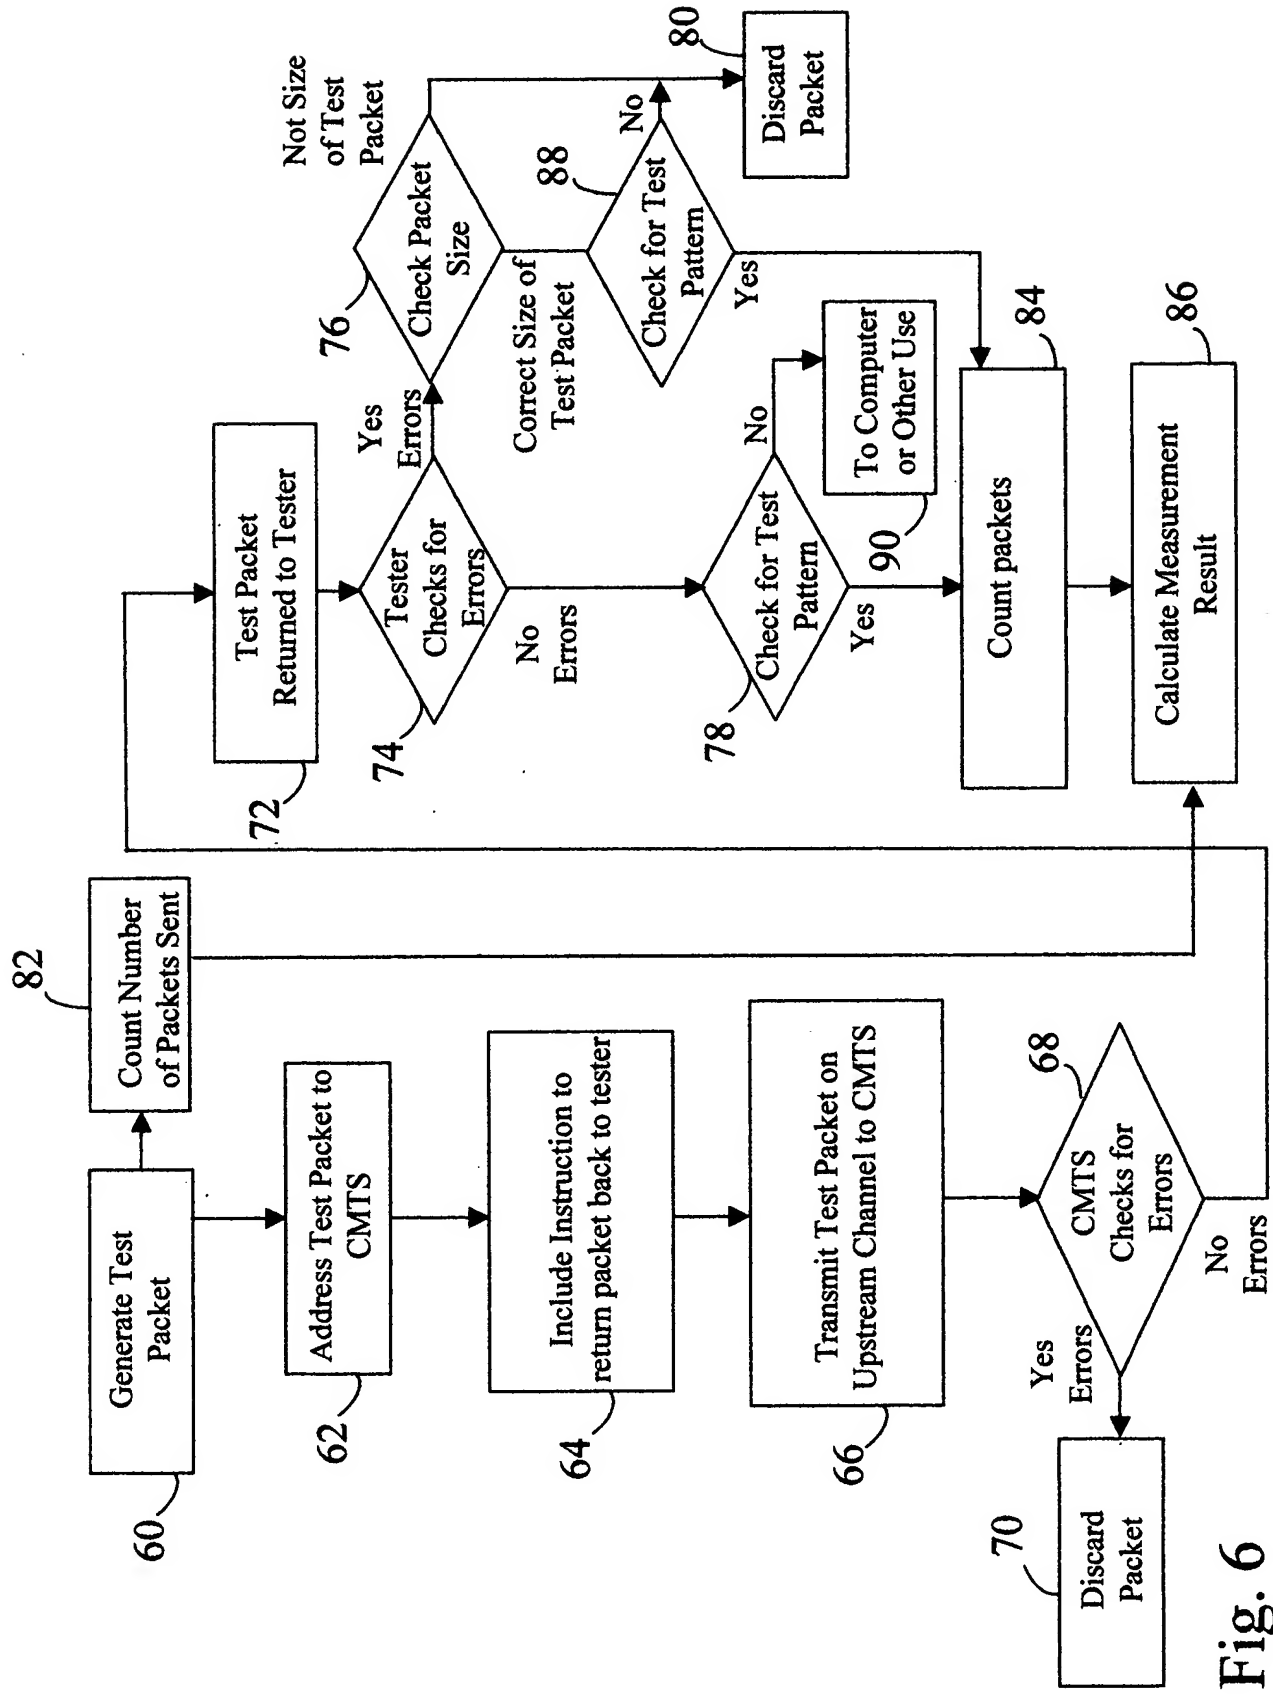 60
Generate Test
Packet
82
Count Number
of Packets Sent
62
Address Test Packet to
CMTS
64
Include Instruction to
return packet back to tester
66
Transmit Test Packet on
Upstream Channel to CMTS
68
CMTS
Checks for
Errors
Yes
Errors
No
Errors
70
Discard
Packet
72
Test Packet
Returned to Tester
74
Tester
Checks for
Errors
Yes
Errors
No
Errors
76
Check Packet
Size
Not Size
of Test
Packet
Correct Size of
Test Packet
88
Check for Test
Pattern
No
Yes
80
Discard
Packet
78
Check for Test
Pattern
No
Yes
90
To Computer
or Other Use
84
Count packets
86
Calculate Measurement
Result
Fig. 6